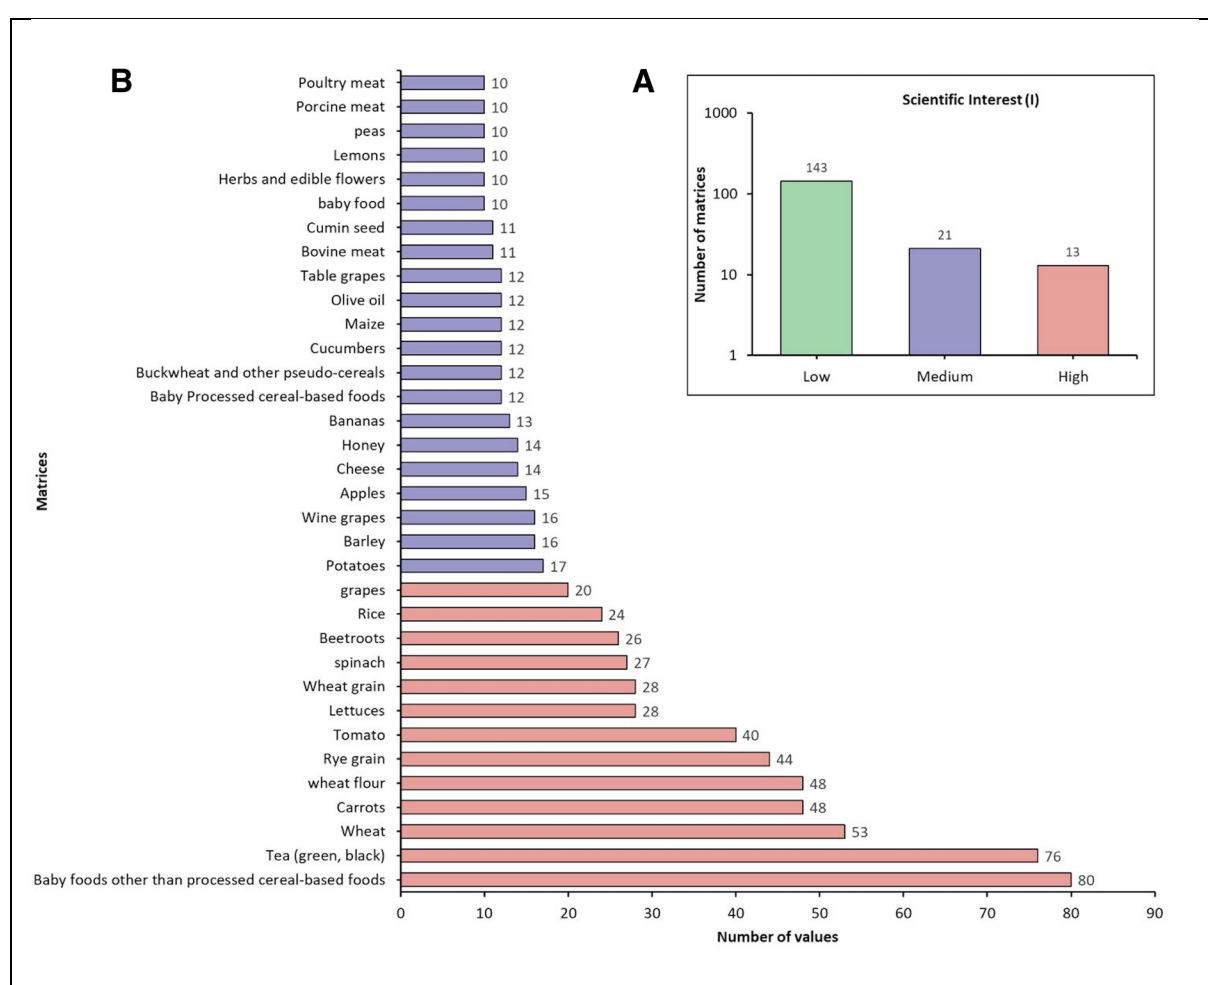 B
Poultry meat 10
Porcine meat 10
peas 10
Lemons 10
Herbs and edible flowers 10
baby food 10
Cumin seed 11
Bovine meat 11
Table grapes 12
Olive oil 12
Maize 12
Cucumbers 12
Buckwheat and other pseudo-cereals 12
Baby Processed cereal-based foods 12
Bananas 13
Honey 14
Cheese 14
Apples 15
Wine grapes 16
Barley 16
Potatoes 17
grapes 20
Rice 24
Beetroots 26
spinach 27
Wheat grain 28
Lettuces 28
Tomato 40
Rye grain 44
wheat flour 48
Carrots 48
Wheat 53
Tea (green, black) 76
Baby foods other than processed cereal-based foods 80
0 10 20 30 40 50 60 70 80 90
Number of values
Matrices
A
Scientific Interest (I)
1000
100
10
1
Number of matrices
143
21
13
Low Medium High